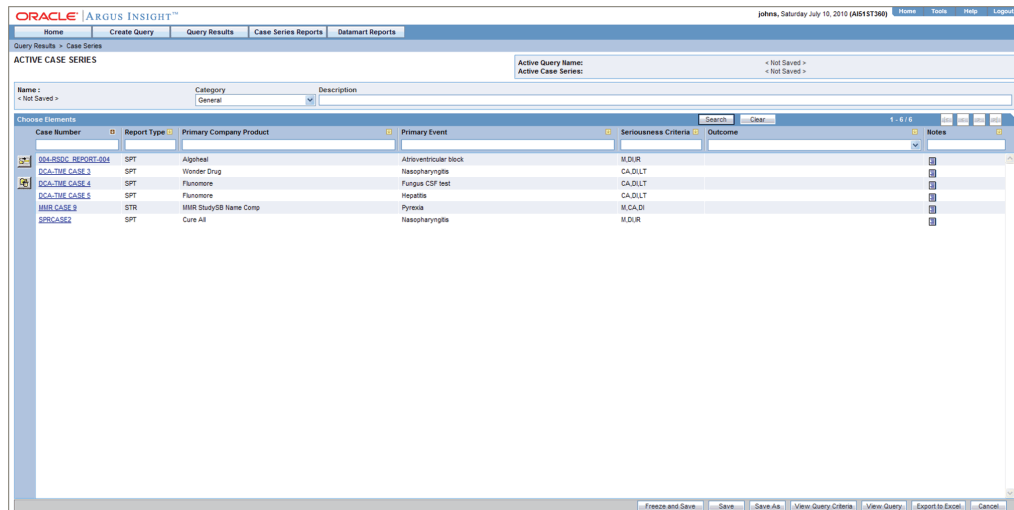 ORACLE | ARGUS INSIGHT™
johns, Saturday July 10, 2010 (AI51ST360) Home Tools Help Logout
Home Create Query Query Results Case Series Reports Datamart Reports
Query Results > Case Series
ACTIVE CASE SERIES
Active Query Name: < Not Saved >
Active Case Series: < Not Saved >
Name : Category Description
< Not Saved > General
Choose Elements Search Clear 1 - 6 / 6
Case Number Report Type Primary Company Product Primary Event Seriousness Criteria Outcome Notes
004-RSDC_REPORT-004 SPT Algoheal Atrioventricular block M,DI,IR
DCA-TME CASE 3 SPT Wonder Drug Nasopharyngitis CA,DI,LT
DCA-TME CASE 4 SPT Flunomore Fungus CSF test CA,DI,LT
DCA-TME CASE 5 SPT Flunomore Hepatitis CA,DI,LT
MMR CASE 9 STR MMR StudySB Name Comp Pyrexia M,CA,DI
SPRCASE2 SPT Cure All Nasopharyngitis M,DI,IR
Freeze and Save Save Save As View Query Criteria View Query Export to Excel Cancel